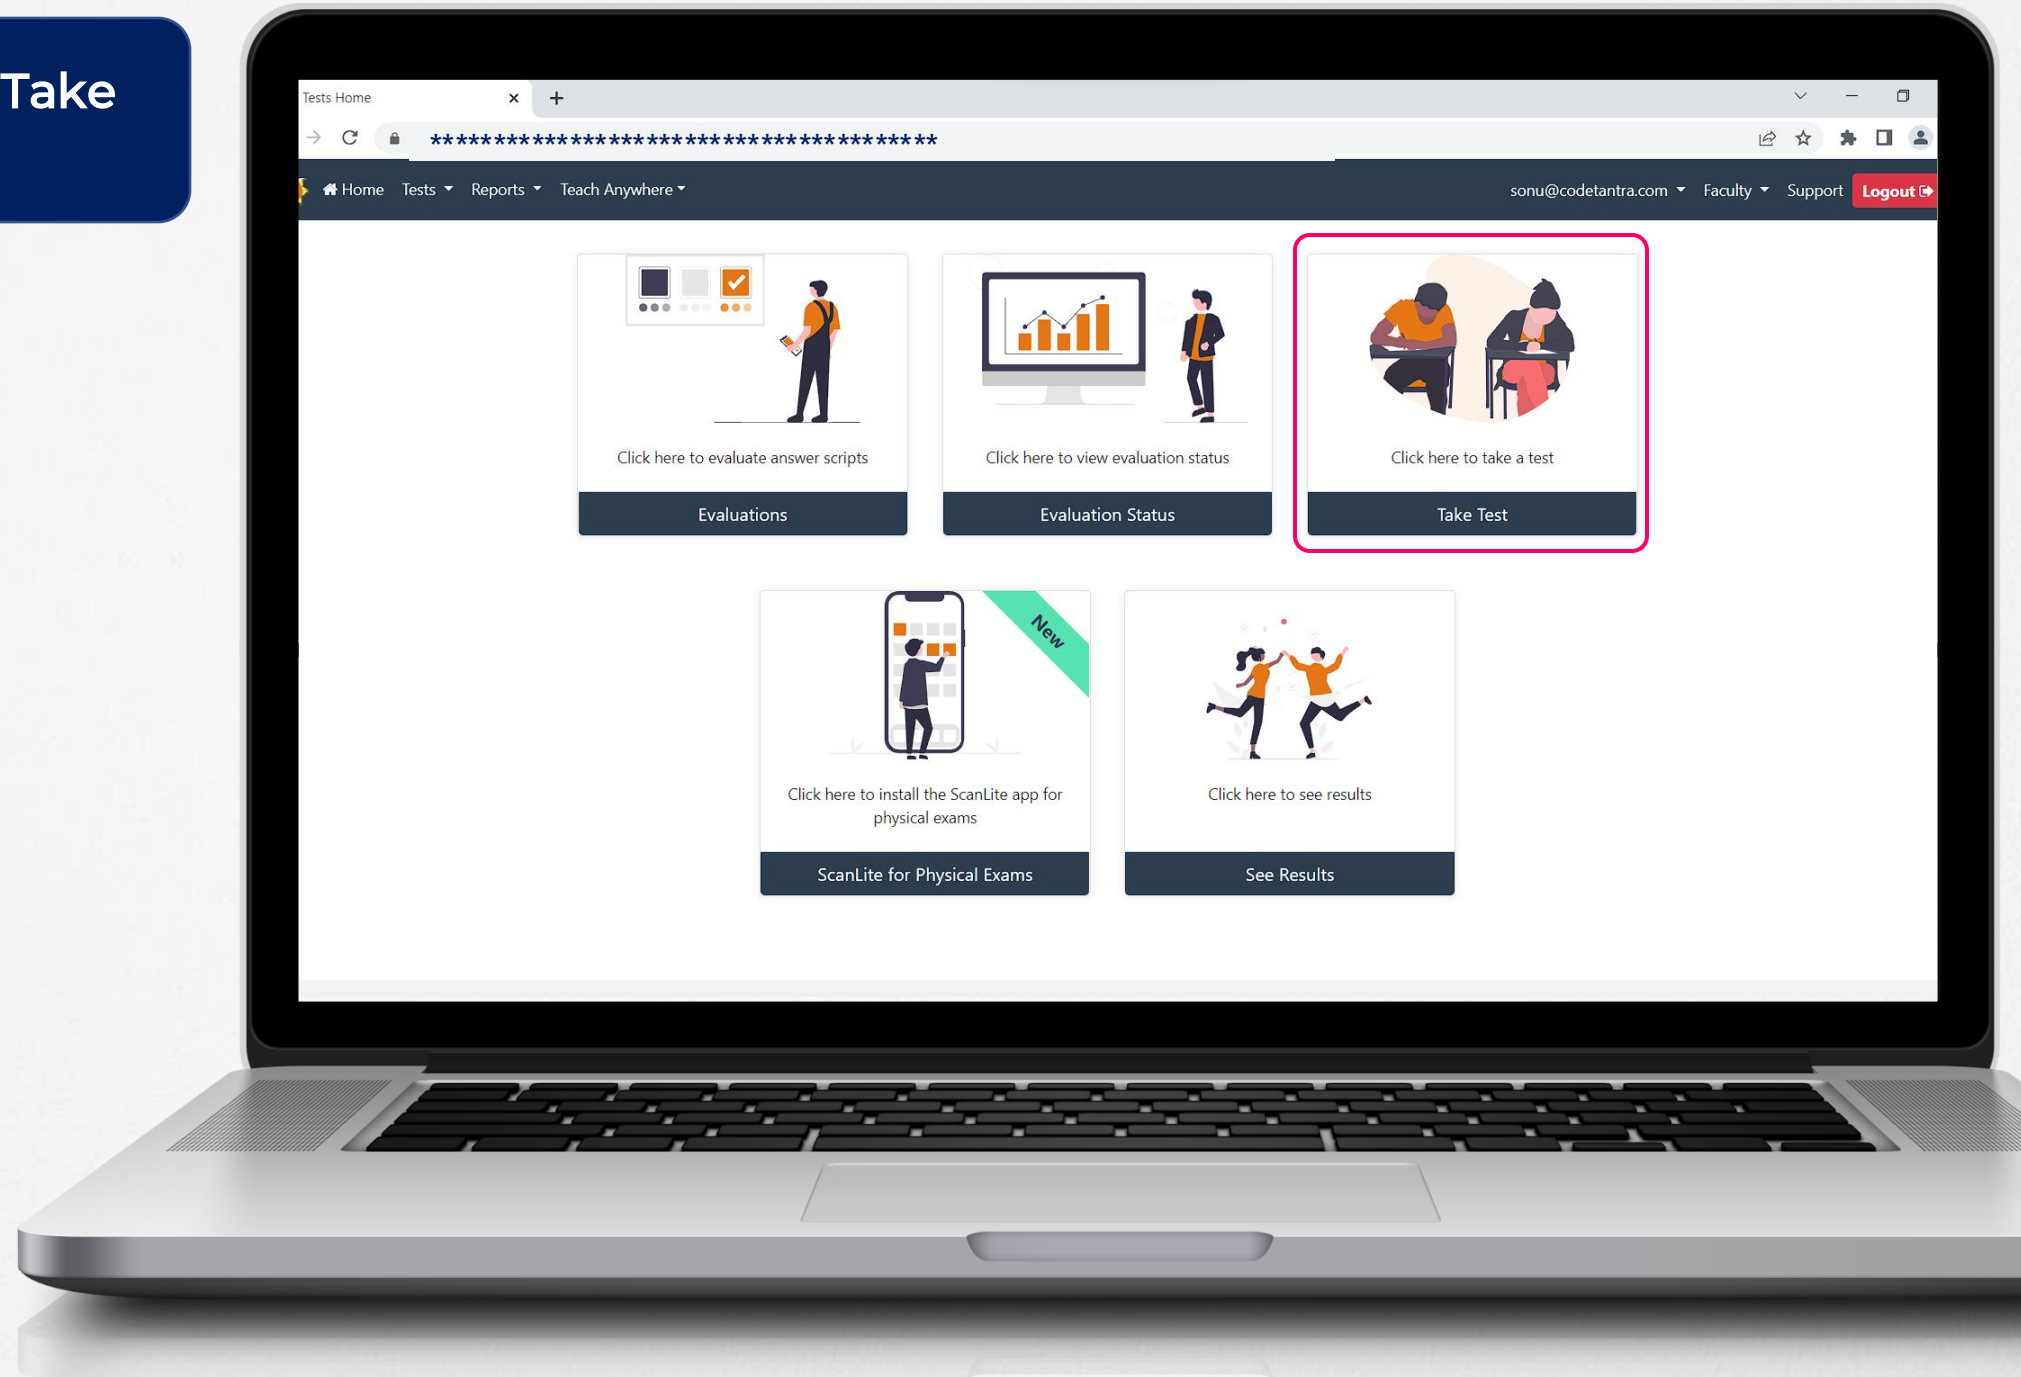 Take
Tests Home
****************************************
Home Tests Reports Teach Anywhere sonu@codetantra.com Faculty Support Logout
Click here to evaluate answer scripts
Evaluations
Click here to view evaluation status
Evaluation Status
Click here to take a test
Take Test
New
Click here to install the ScanLite app for
physical exams
ScanLite for Physical Exams
Click here to see results
See Results